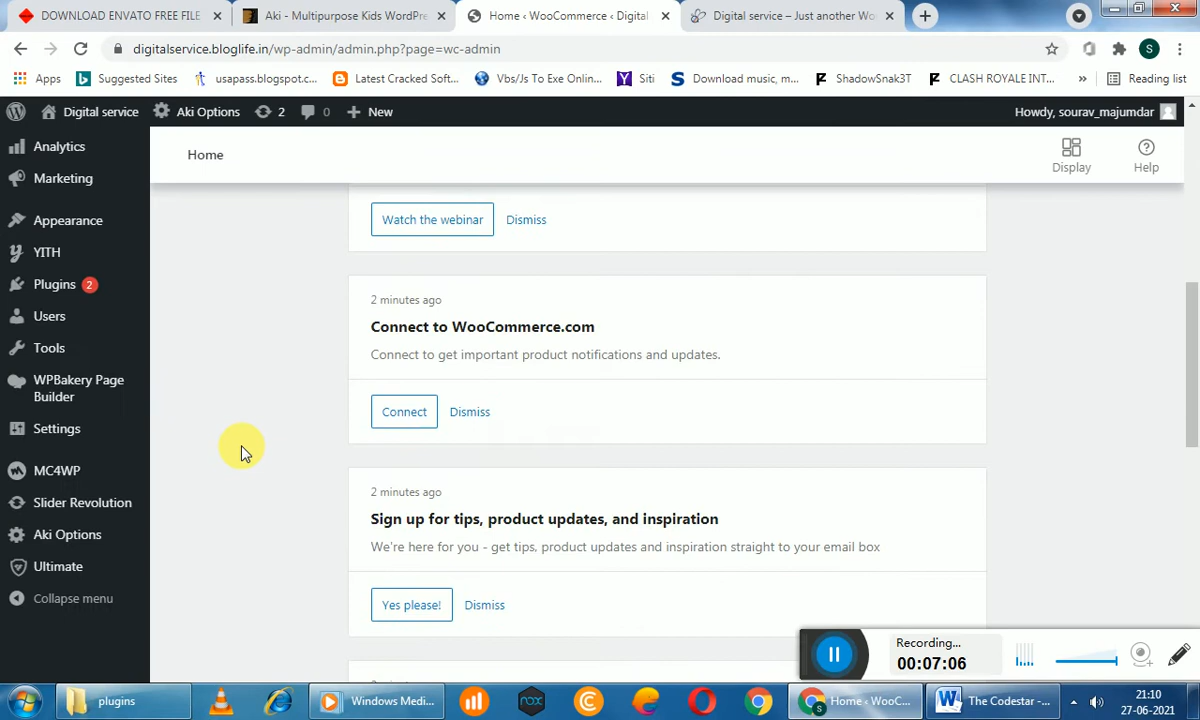 DOWNLOAD ENVATO FREE FILE
Aki - Multipurpose Kids WordPre
Home ‹ WooCommerce ‹ Digital
Digital service – Just another Wo
digitalservice.bloglife.in/wp-admin/admin.php?page=wc-admin
S
Apps
Suggested Sites
usapass.blogspot.c...
Latest Cracked Soft...
Vbs/Js To Exe Onlin...
Siti
Download music, m...
ShadowSnak3T
CLASH ROYALE INT...
»
Reading list
Digital service
Aki Options
2
0
New
Howdy, sourav_majumdar
Analytics
Marketing
Appearance
YITH
Plugins 2
Users
Tools
WPBakery Page
Builder
Settings
MC4WP
Slider Revolution
Aki Options
Ultimate
Collapse menu
Home
Display
Help
Watch the webinar
Dismiss
2 minutes ago
Connect to WooCommerce.com
Connect to get important product notifications and updates.
Connect
Dismiss
2 minutes ago
Sign up for tips, product updates, and inspiration
We're here for you - get tips, product updates and inspiration straight to your email box
Yes please!
Dismiss
Recording...
00:07:06
plugins
Windows Medi...
nox
Home ‹ WooC...
The Codestar -...
21:10
27-06-2021